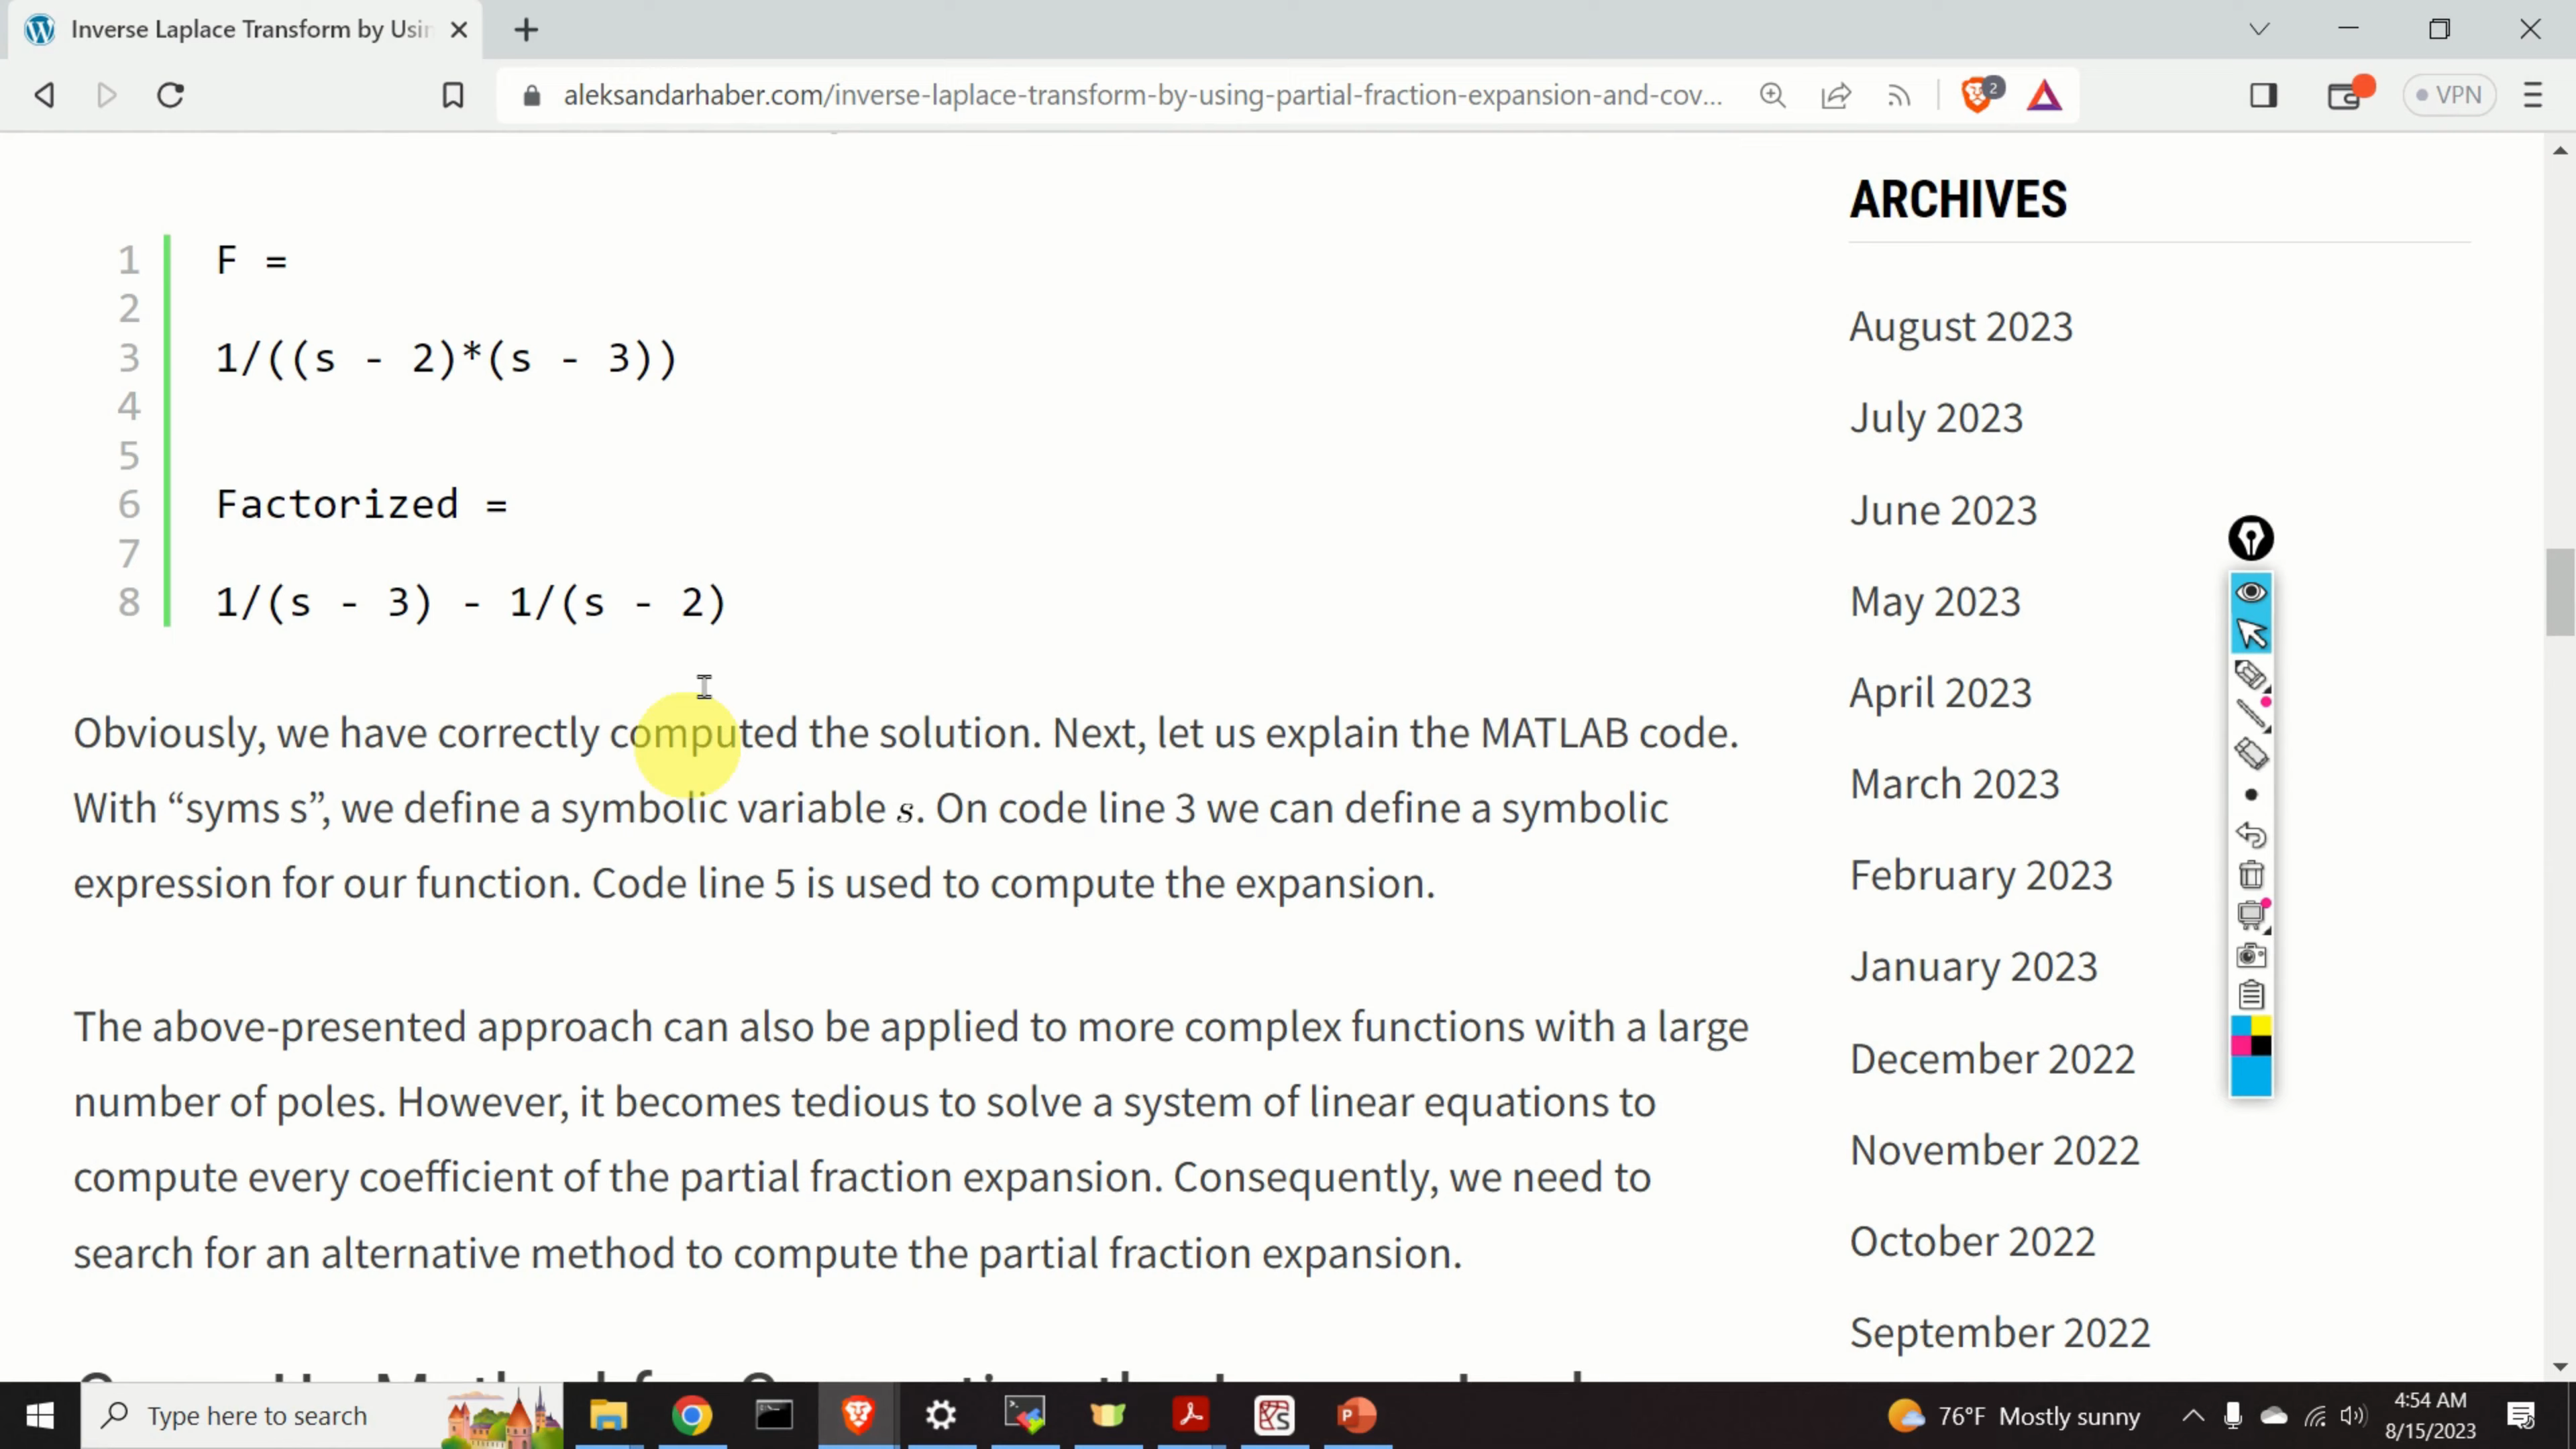 Inverse Laplace Transform by Usin
aleksandarhaber.com/inverse-laplace-transform-by-using-partial-fraction-expansion-and-cov...
2
VPN
1 F =
2
3 1/((s - 2)*(s - 3))
4
5
6 Factorized =
7
8 1/(s - 3) - 1/(s - 2)
Obviously, we have correctly computed the solution. Next, let us explain the MATLAB code.
With “syms s”, we define a symbolic variable s. On code line 3 we can define a symbolic
expression for our function. Code line 5 is used to compute the expansion.
The above-presented approach can also be applied to more complex functions with a large
number of poles. However, it becomes tedious to solve a system of linear equations to
compute every coefficient of the partial fraction expansion. Consequently, we need to
search for an alternative method to compute the partial fraction expansion.
ARCHIVES
August 2023
July 2023
June 2023
May 2023
April 2023
March 2023
February 2023
January 2023
December 2022
November 2022
October 2022
September 2022
Type here to search
76°F Mostly sunny
4:54 AM
8/15/2023